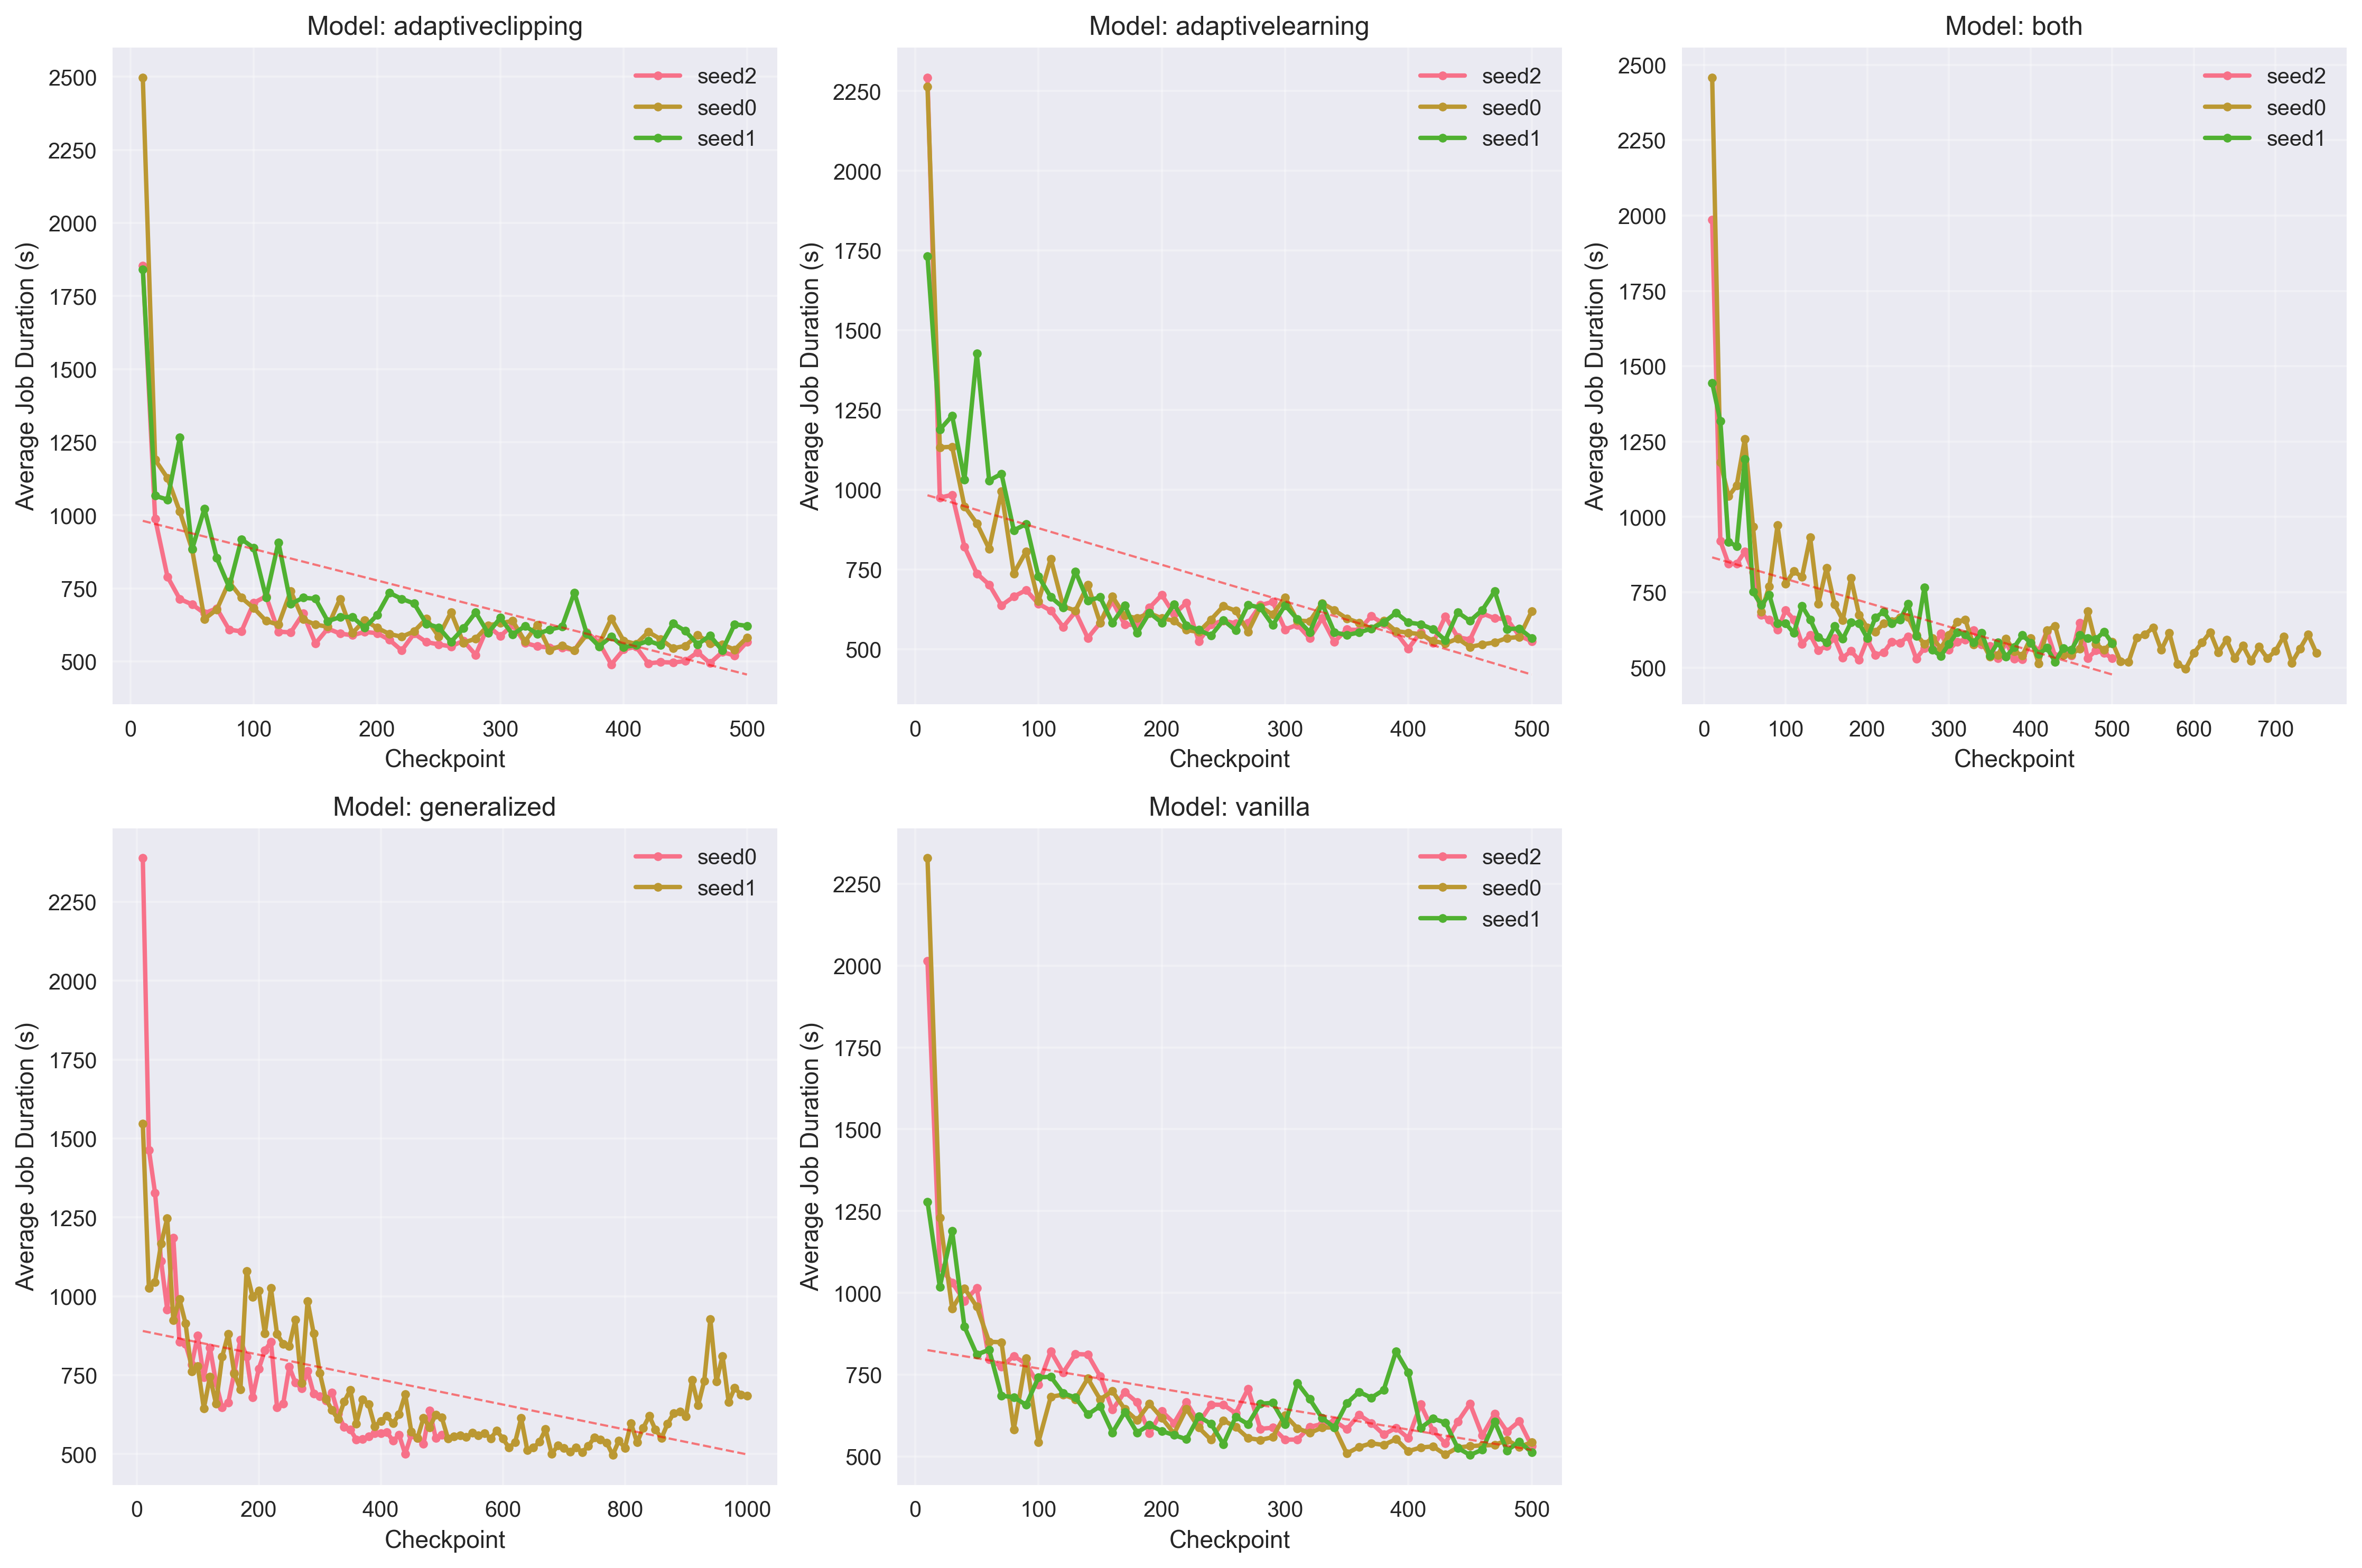 Model: adaptiveclipping
Average Job Duration (s)
2500
2250
2000
1750
1500
1250
1000
750
500
0 100 200 300 400 500
Checkpoint
seed2
seed0
seed1
Model: adaptivelearning
Average Job Duration (s)
2250
2000
1750
1500
1250
1000
750
500
0 100 200 300 400 500
Checkpoint
seed2
seed0
seed1
Model: both
Average Job Duration (s)
2500
2250
2000
1750
1500
1250
1000
750
500
0 100 200 300 400 500 600 700
Checkpoint
seed2
seed0
seed1
Model: generalized
Average Job Duration (s)
2250
2000
1750
1500
1250
1000
750
500
0 200 400 600 800 1000
Checkpoint
seed0
seed1
Model: vanilla
Average Job Duration (s)
2250
2000
1750
1500
1250
1000
750
500
0 100 200 300 400 500
Checkpoint
seed2
seed0
seed1